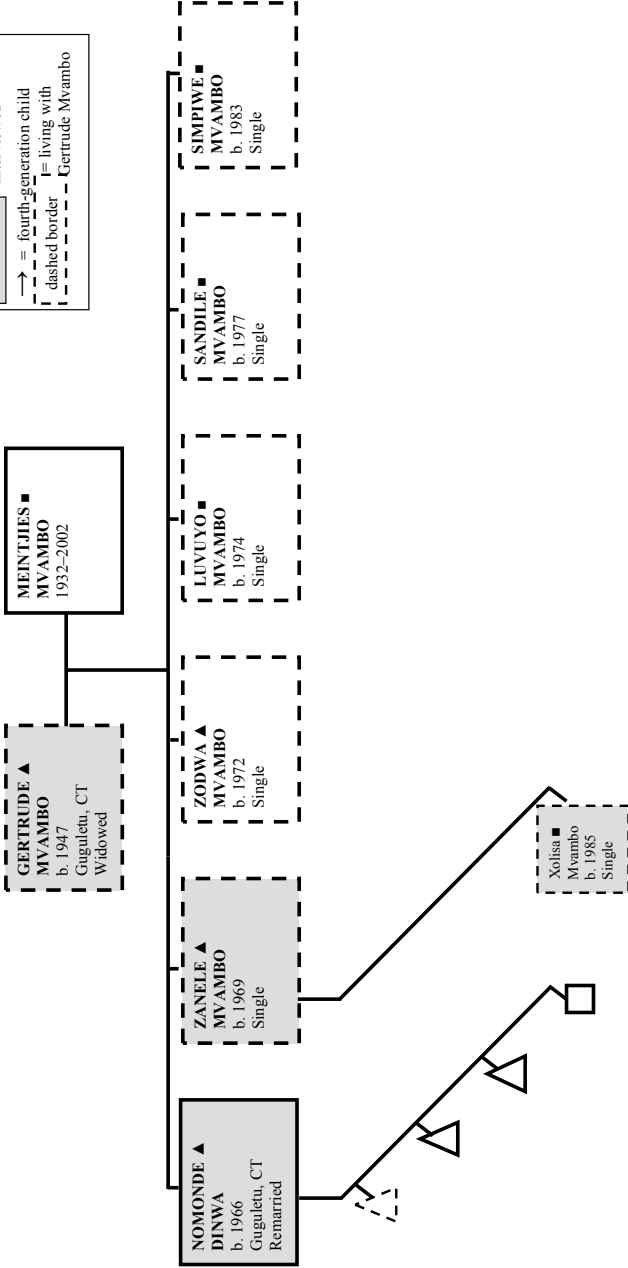 → = fourth-generation child
dashed border = living with
Gertrude Mvambo
GERTRUDE ▲
MVAMBO
b. 1947
Guguletu, CT
Widowed
MEINTJIES ■
MVAMBO
1932–2002
NOMONDE ▲
DINWA
b. 1966
Guguletu, CT
Remarried
ZANELE ▲
MVAMBO
b. 1969
Single
ZODWA ▲
MVAMBO
b. 1972
Single
LUVUYO ■
MVAMBO
b. 1974
Single
SANDILE ■
MVAMBO
b. 1977
Single
SIMPIWE ■
MVAMBO
b. 1983
Single
Xolisa ■
Mvambo
b. 1985
Single